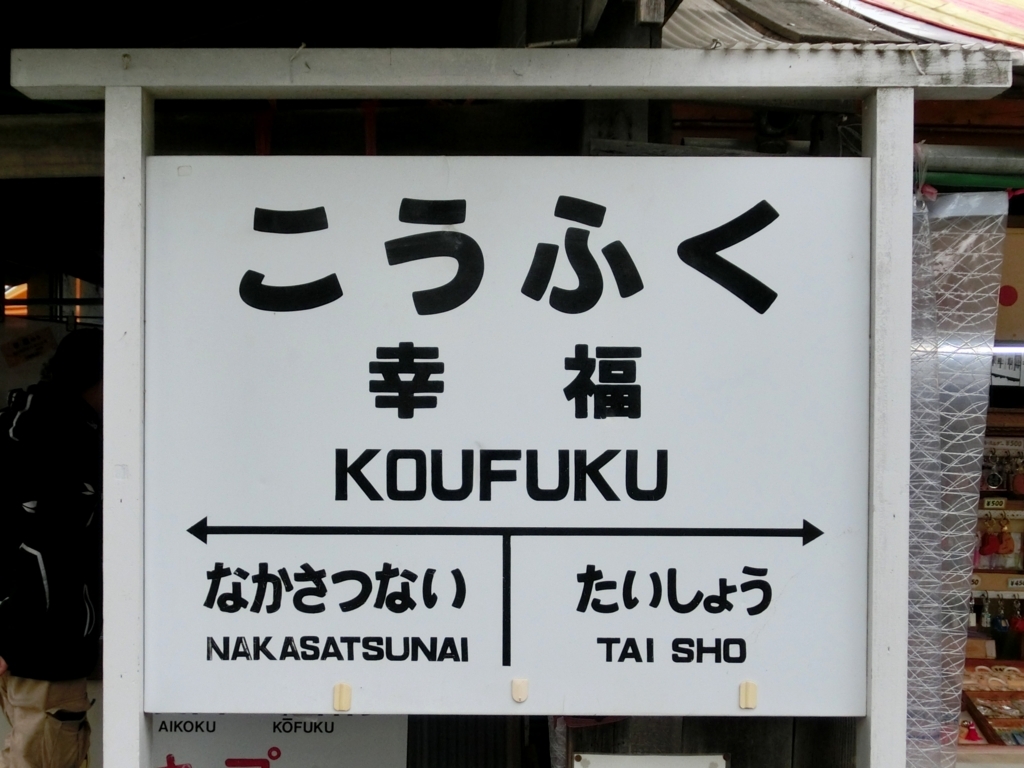 こうふく
幸福
KOUFUKU
なかさつない たいしょう
NAKASATSUNAI TAI SHO
AIKOKU KŌFUKU